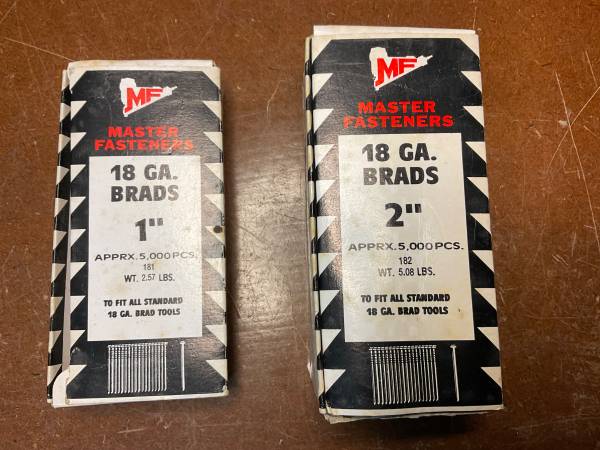 MF
MASTER
FASTENERS
18 GA.
BRADS
1"
APPRX. 5,000 PCS.
181
WT. 2.57 LBS.
TO FIT ALL STANDARD
18 GA. BRAD TOOLS
MF
MASTER
FASTENERS
18 GA.
BRADS
2"
APPRX. 5,000 PCS.
182
WT. 5.08 LBS.
TO FIT ALL STANDARD
18 GA. BRAD TOOLS